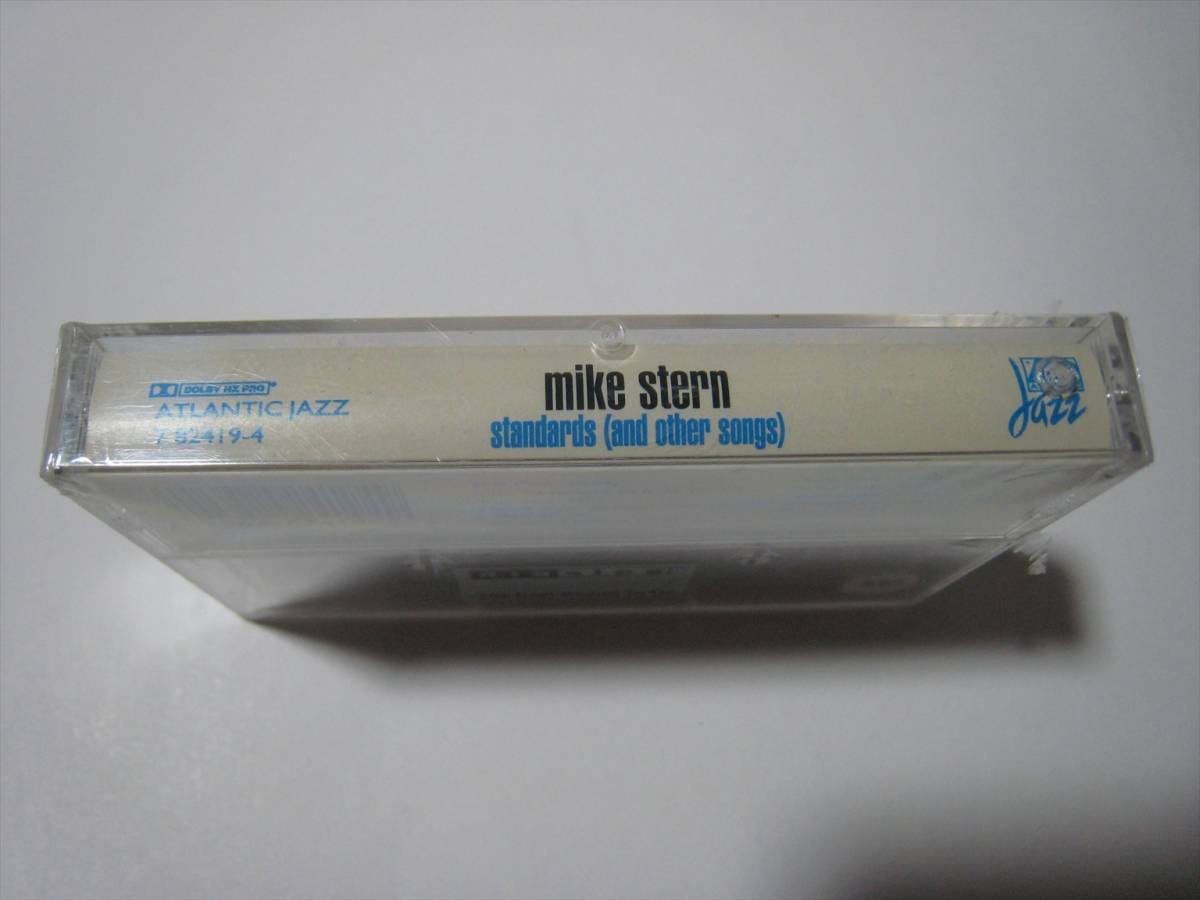 DOLBY HX PRO
ATLANTIC JAZZ
7 82419-4
mike stern
standards (and other songs)
Jazz